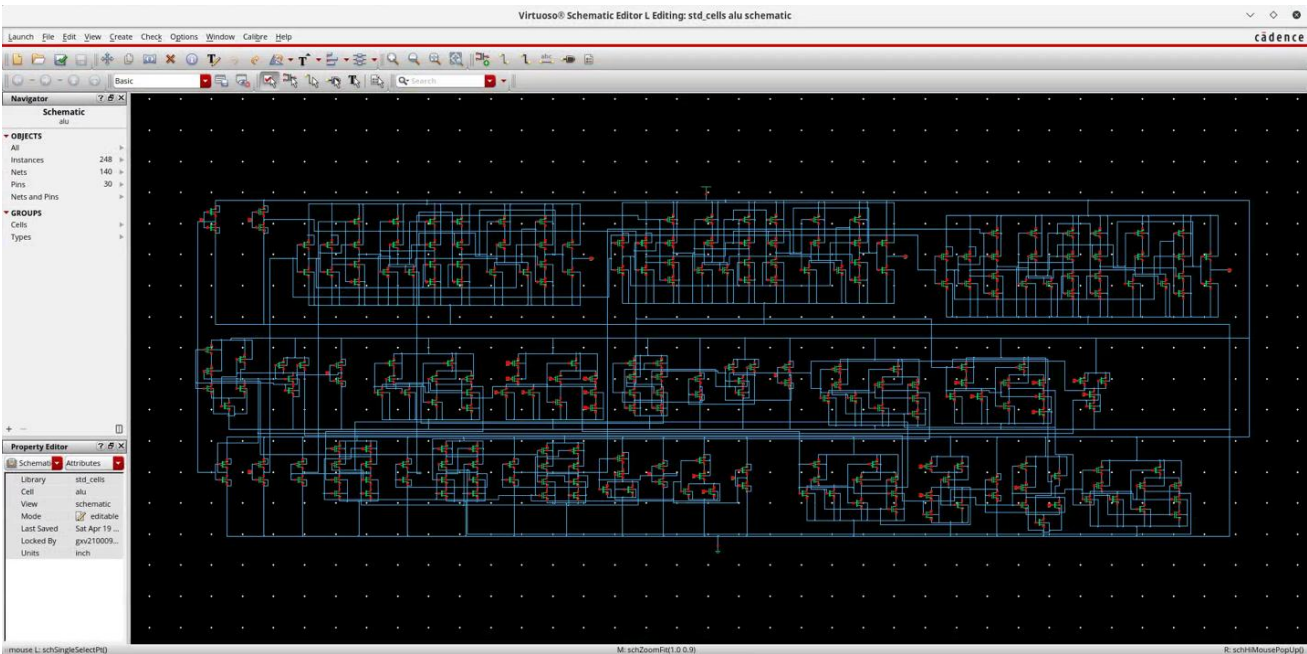 Virtuoso® Schematic Editor L Editing: std_cells alu schematic
Launch File Edit View Create Check Options Window Calibre Help
cādence
Basic
Search
Navigator
Schematic
alu
OBJECTS
All
Instances 248
Nets 140
Pins 30
Nets and Pins
GROUPS
Cells
Types
Property Editor
Schemati Attributes
Library std_cells
Cell alu
View schematic
Mode editable
Last Saved Sat Apr 19 ...
Locked By gxv210009...
Units inch
mouse L: schSingleSelectPt()
M: schZoomFit(1.0 0.9)
R: schHiMousePopUp()